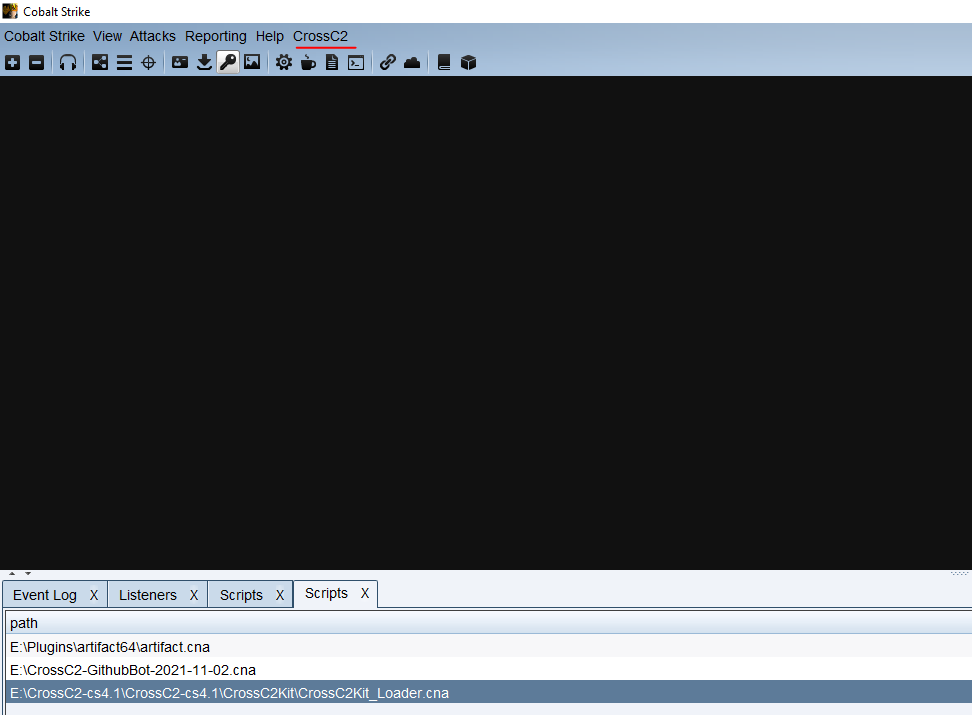 Cobalt Strike
Cobalt Strike View Attacks Reporting Help CrossC2
Event Log X Listeners X Scripts X Scripts X
path
E:\Plugins\artifact64\artifact.cna
E:\CrossC2-GithubBot-2021-11-02.cna
E:\CrossC2-cs4.1\CrossC2-cs4.1\CrossC2Kit\CrossC2Kit_Loader.cna